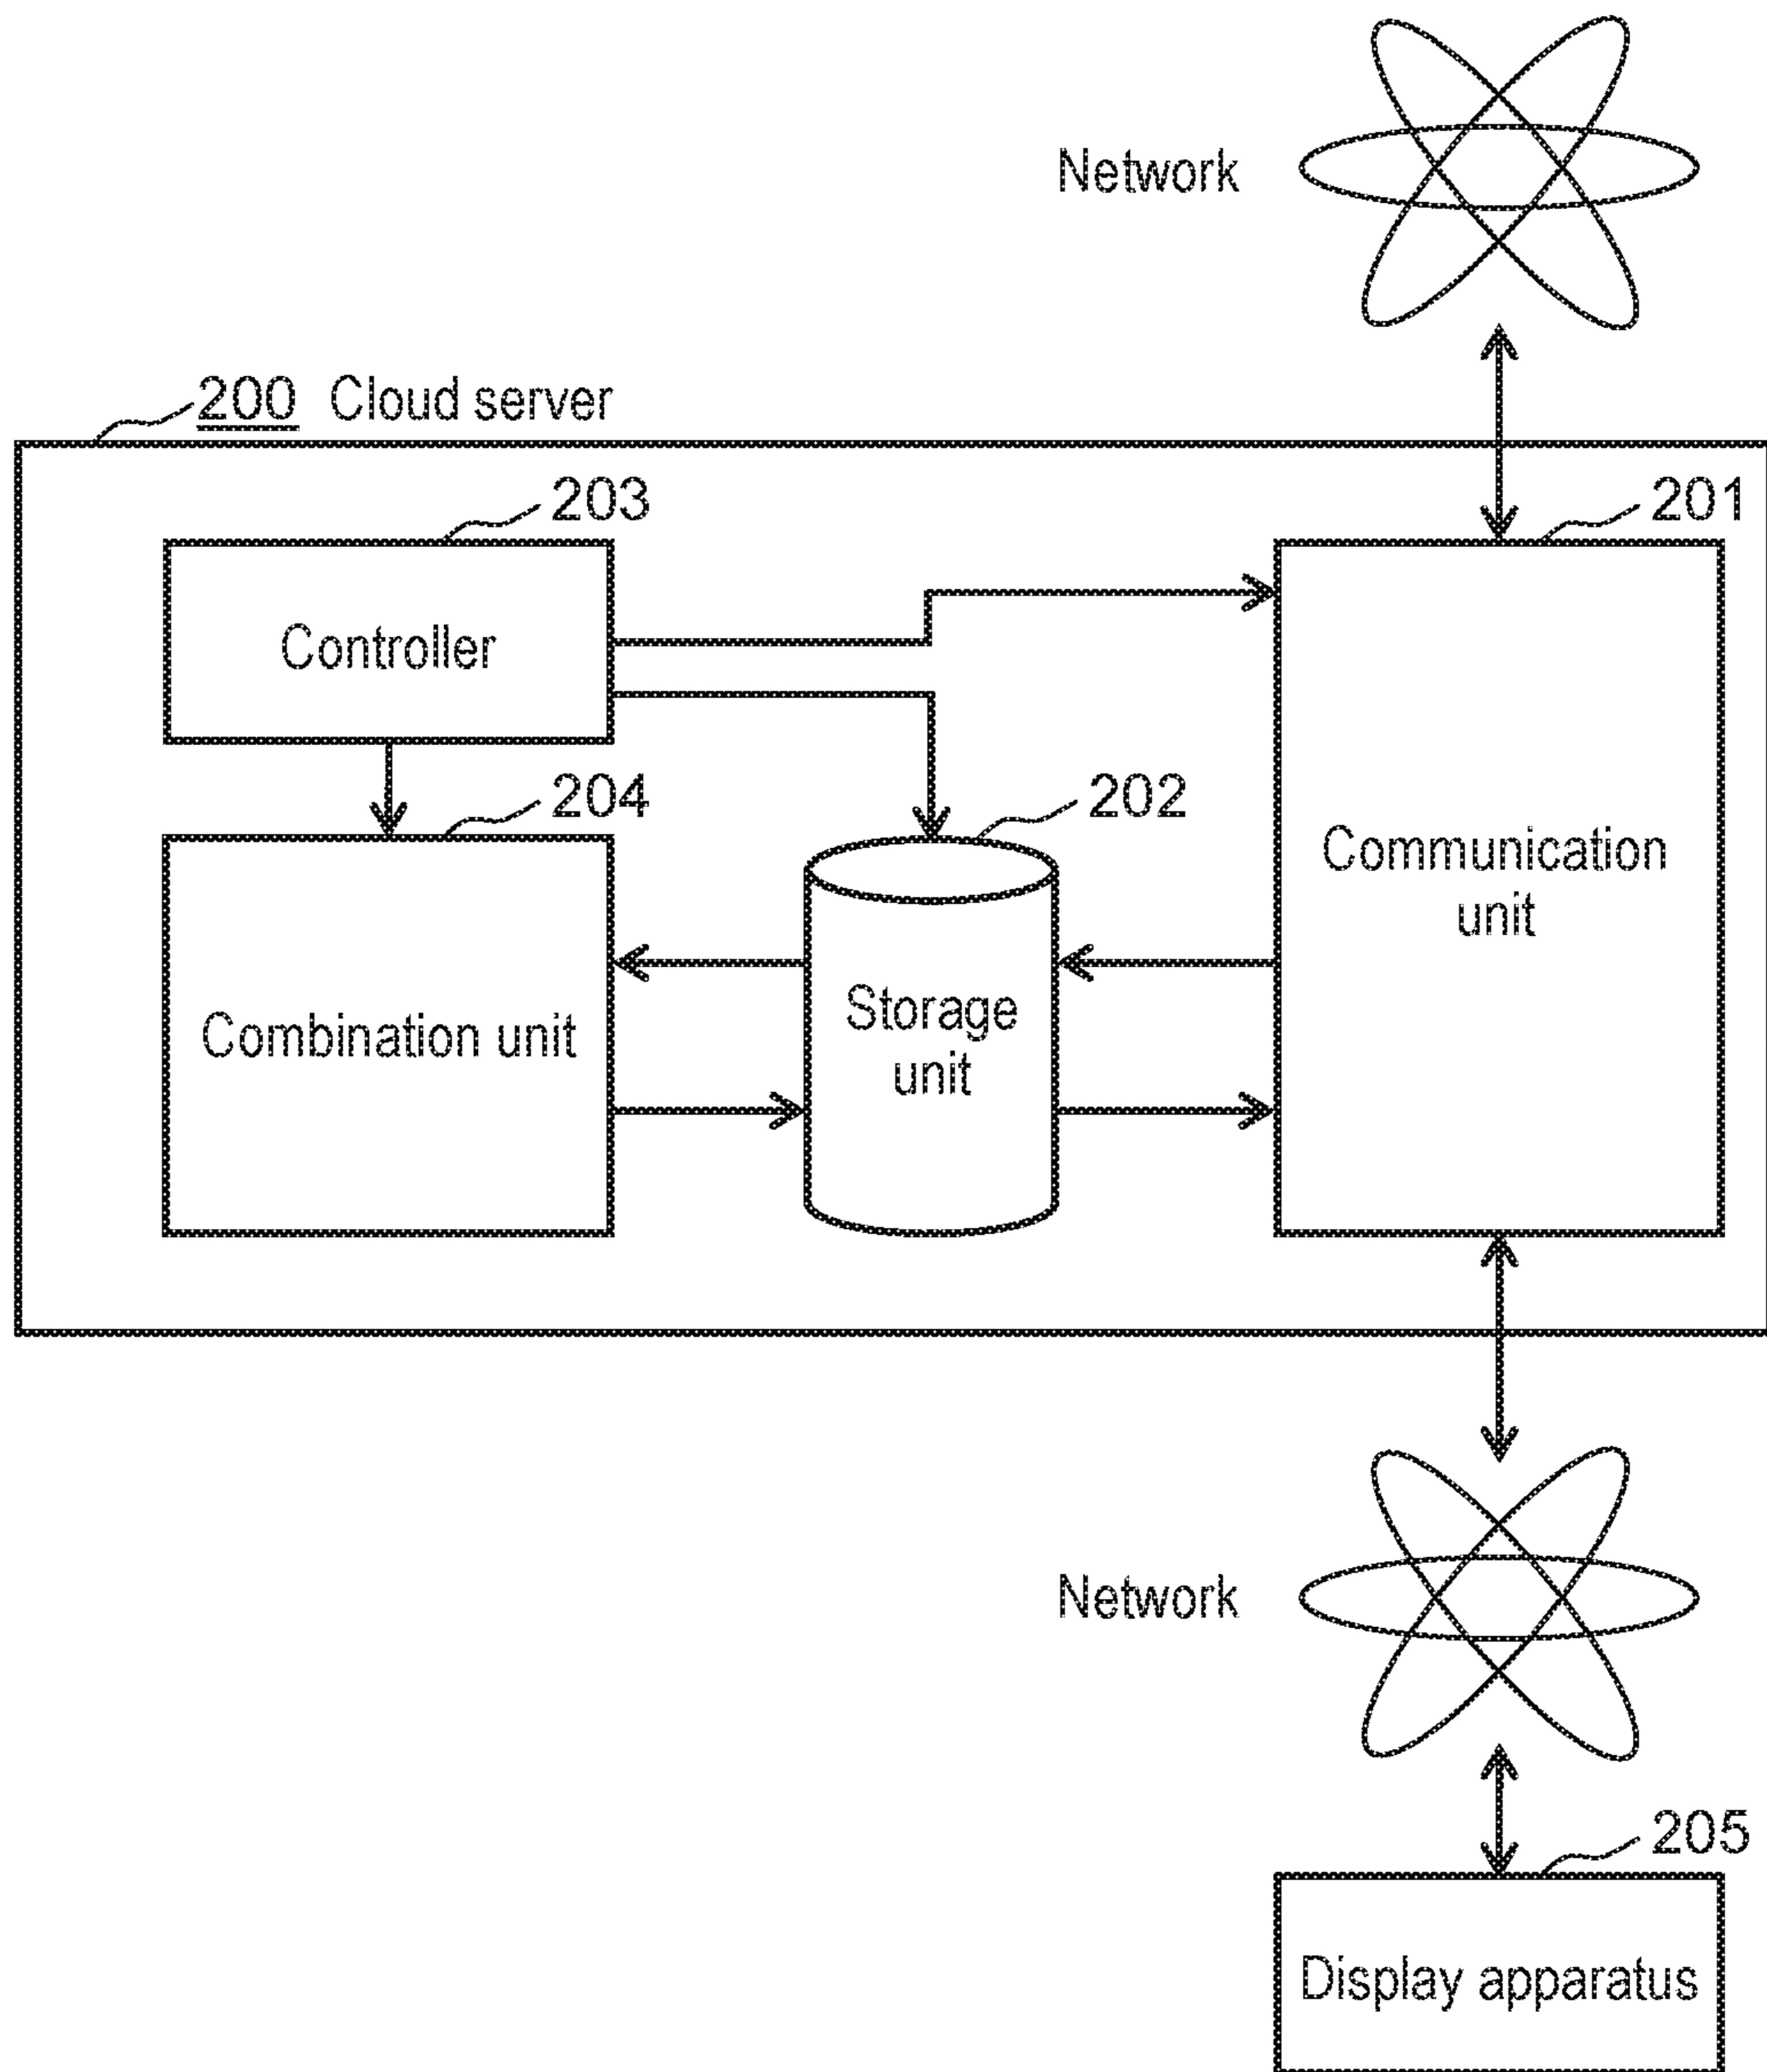 Network
200 Cloud server
203
201
Controller
204
202
Communication
unit
Storage
unit
Combination unit
Network
205
Display apparatus